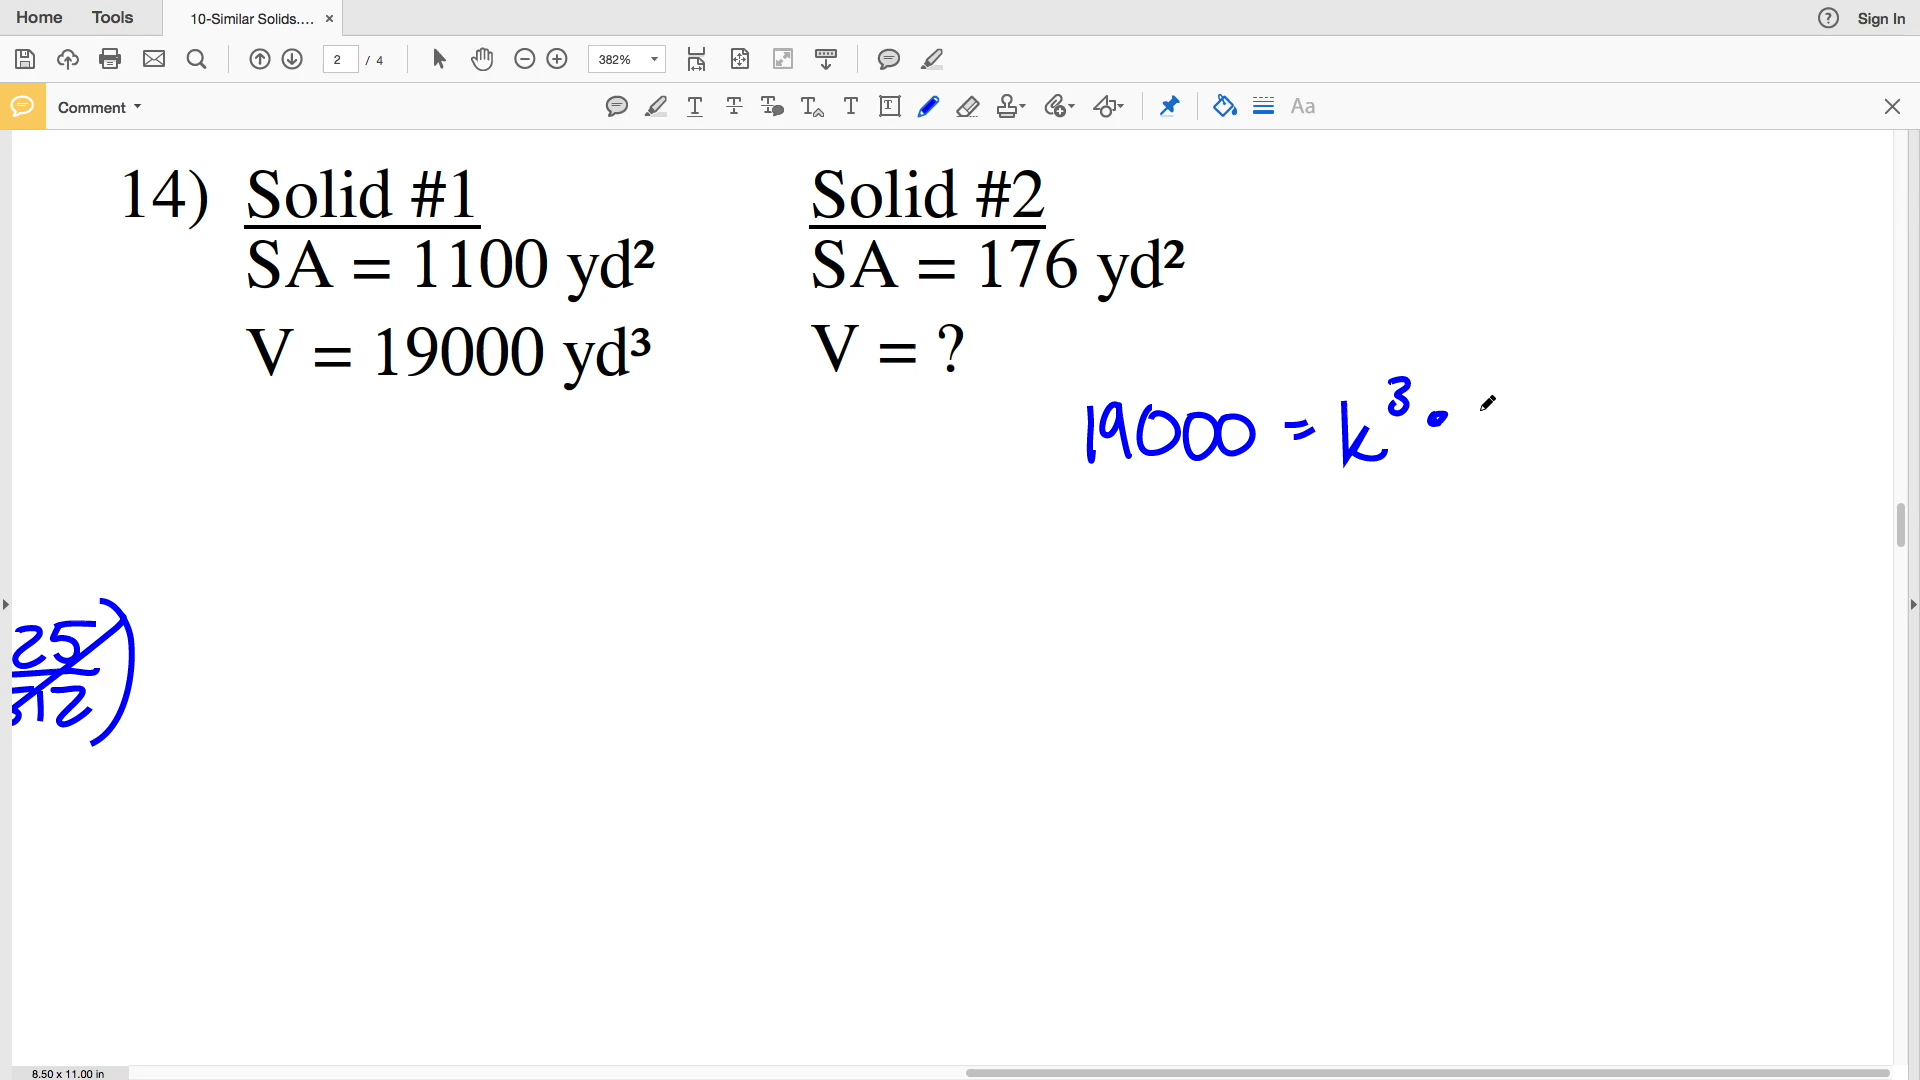 Home Tools 10-Similar Solids.... × ? Sign In
2 / 4 382%
Comment Aa
14) Solid #1 Solid #2
SA = 1100 yd² SA = 176 yd²
V = 19000 yd³ V = ?
19000 = k³ •
25
8.50 x 11.00 in